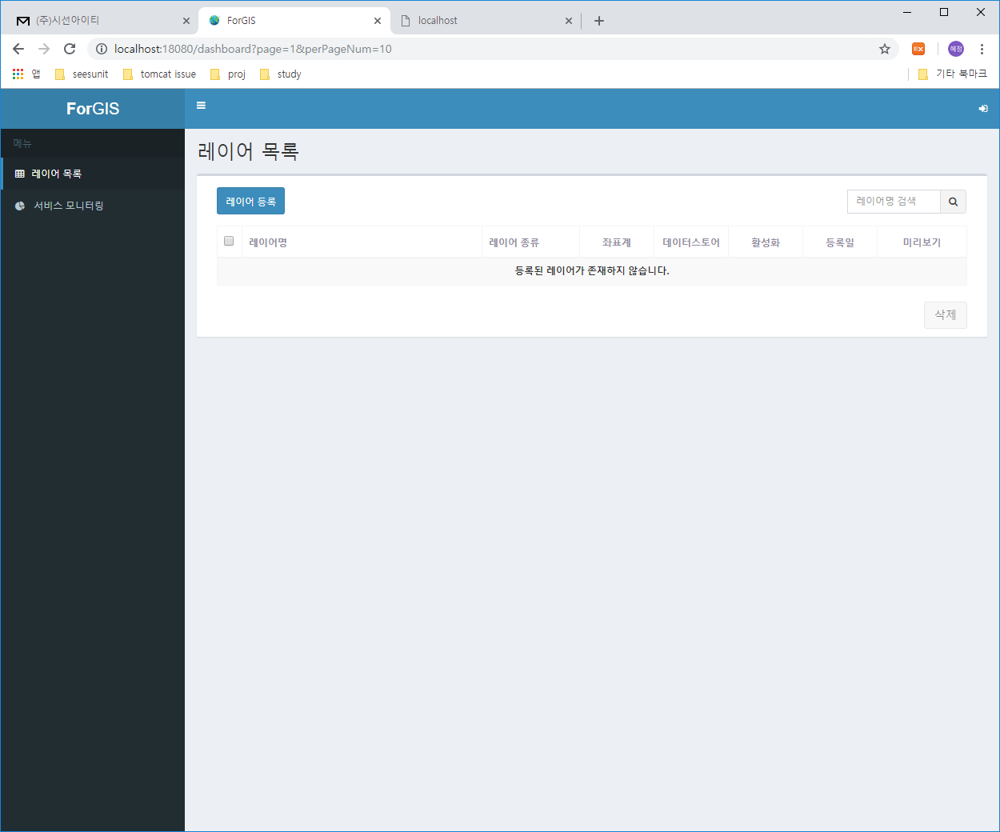 (주)시선아이티
ForGIS
localhost
localhost:18080/dashboard?page=1&perPageNum=10
혜정
앱
seesunit
tomcat issue
proj
study
기타 북마크
ForGIS
메뉴
레이어 목록
서비스 모니터링
레이어 목록
레이어 등록
레이어명 검색
레이어명
레이어 종류
좌표계
데이터스토어
활성화
등록일
미리보기
등록된 레이어가 존재하지 않습니다.
삭제